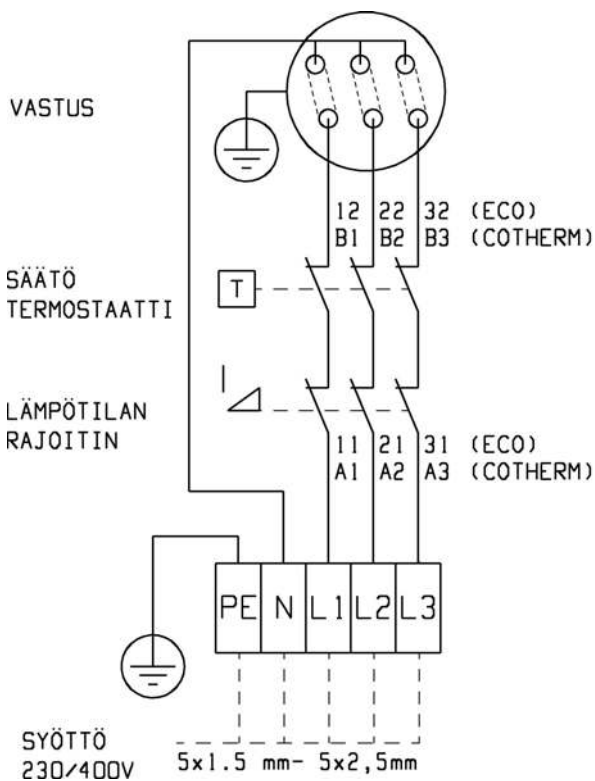 VASTUS
12 22 32 (ECO)
B1 B2 B3 (COTHERM)
SÄÄTÖ
TERMOSTAATTI
T
LÄMPÖTILAN
RAJOITIN
11 21 31 (ECO)
A1 A2 A3 (COTHERM)
PE N L1 L2 L3
SYÖTTÖ
230/400V
5x1.5 mm- 5x2,5mm